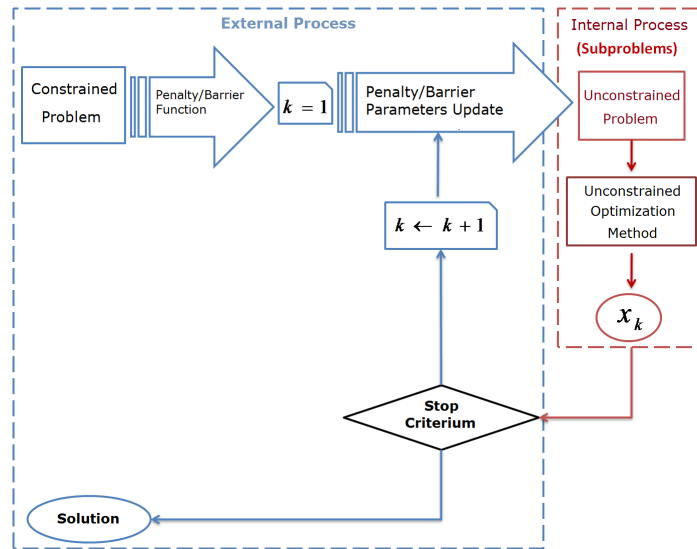 External Process
Internal Process
(Subproblems)
Constrained
Problem
Penalty/Barrier
Function
k = 1
Penalty/Barrier
Parameters Update
Unconstrained
Problem
Unconstrained
Optimization
Method
k ← k + 1
x_k
Stop
Criterium
Solution